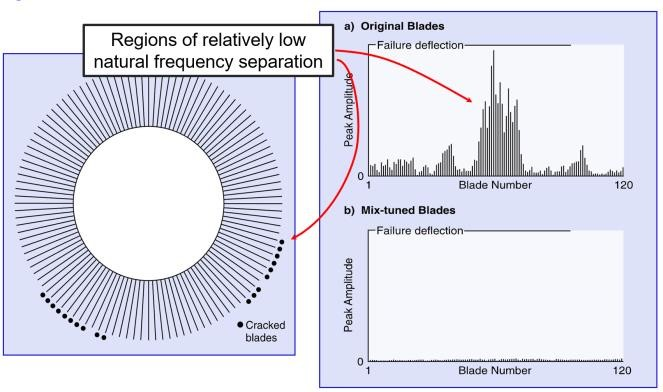 Regions of relatively low
natural frequency separation
Cracked
blades
a) Original Blades
Failure deflection
Peak Amplitude
0
1
Blade Number
120
b) Mix-tuned Blades
Failure deflection
Peak Amplitude
0
1
Blade Number
120